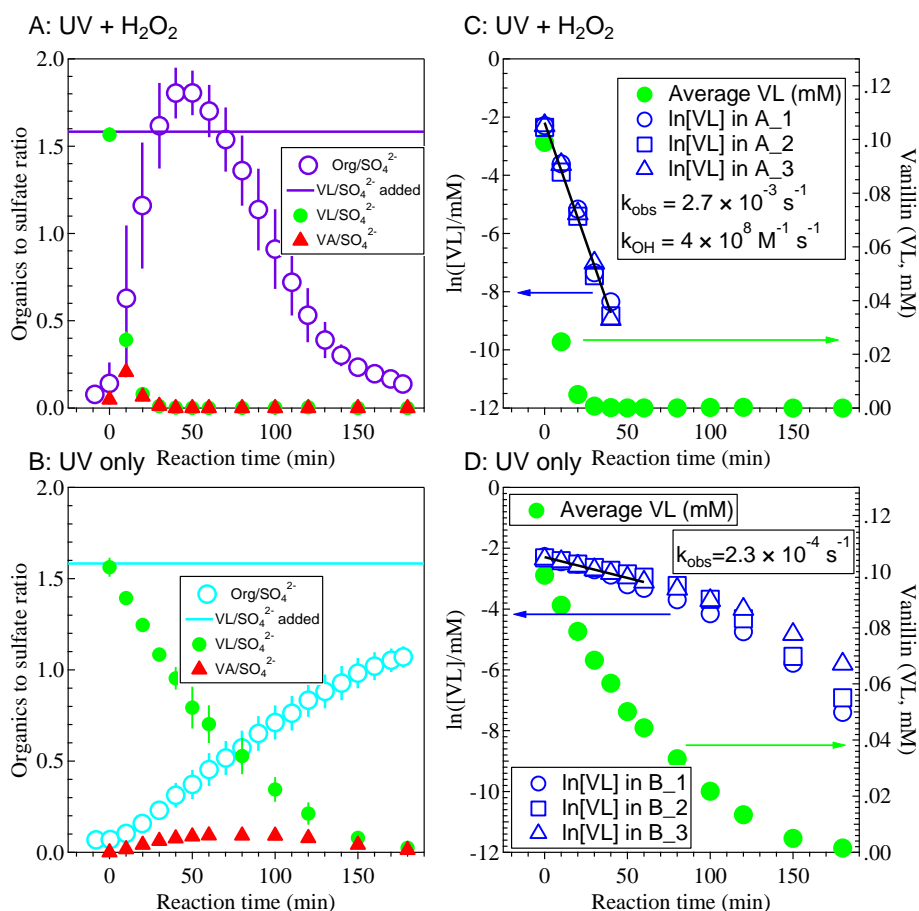 A: UV + H₂O₂
Organics to sulfate ratio
2.0
1.5
1.0
0.5
0.0
Org/SO₄²⁻
VL/SO₄²⁻ added
VL/SO₄²⁻
VA/SO₄²⁻
0 50 100 150
Reaction time (min)
C: UV + H₂O₂
ln([VL]/mM)
0
-2
-4
-6
-8
-10
-12
Average VL (mM)
ln[VL] in A_1
ln[VL] in A_2
ln[VL] in A_3
k_obs = 2.7 × 10⁻³ s⁻¹
k_OH = 4 × 10⁸ M⁻¹ s⁻¹
.12
.10
.08
.06
.04
.02
.00
Vanillin (VL, mM)
0 50 100 150
Reaction time (min)
B: UV only
Organics to sulfate ratio
2.0
1.5
1.0
0.5
0.0
Org/SO₄²⁻
VL/SO₄²⁻ added
VL/SO₄²⁻
VA/SO₄²⁻
0 50 100 150
Reaction time (min)
D: UV only
ln([VL]/mM)
0
-2
-4
-6
-8
-10
-12
Average VL (mM)
k_obs=2.3 × 10⁻⁴ s⁻¹
ln[VL] in B_1
ln[VL] in B_2
ln[VL] in B_3
.12
.10
.08
.06
.04
.02
.00
Vanillin (VL, mM)
0 50 100 150
Reaction time (min)